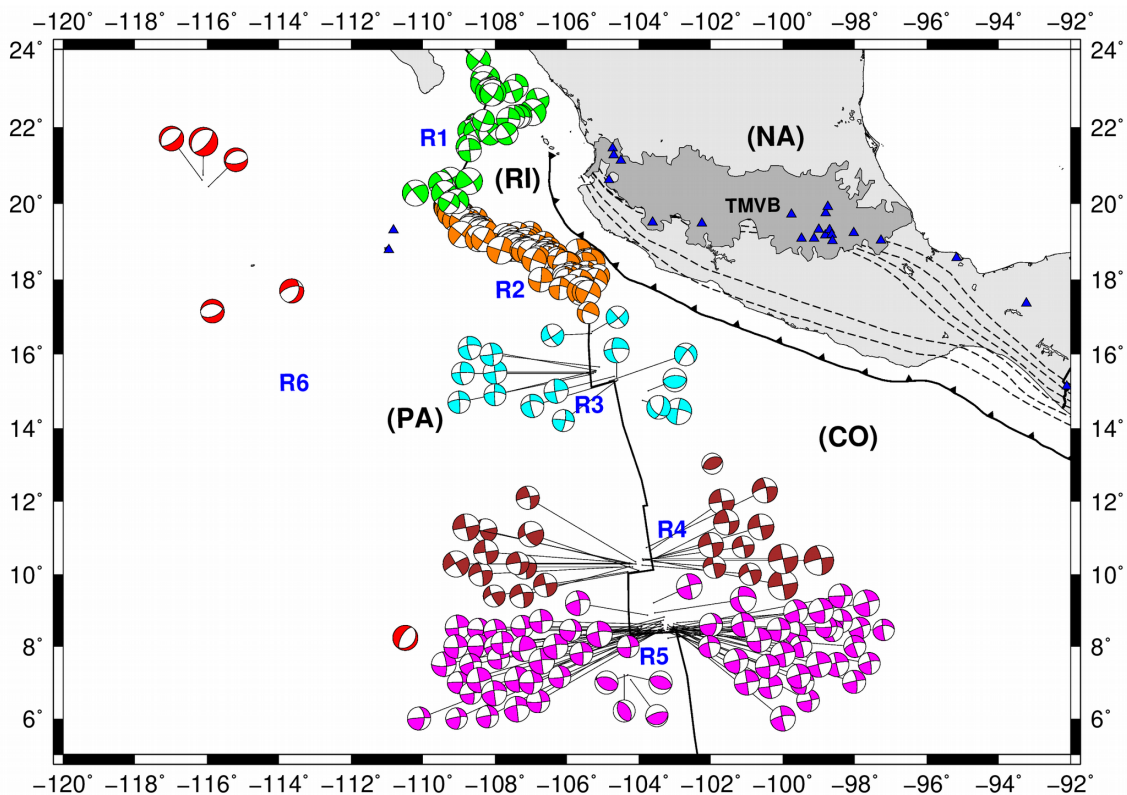 −120˚ −118˚ −116˚ −114˚ −112˚ −110˚ −108˚ −106˚ −104˚ −102˚ −100˚ −98˚ −96˚ −94˚ −92˚
24˚ 24˚
R1 (NA)
22˚ 22˚
(RI)
20˚ TMVB 20˚
18˚ R2 18˚
16˚ 16˚
R6
R3
14˚ (PA) (CO) 14˚
12˚ 12˚
R4
10˚ 10˚
8˚ 8˚
R5
6˚ 6˚
−120˚ −118˚ −116˚ −114˚ −112˚ −110˚ −108˚ −106˚ −104˚ −102˚ −100˚ −98˚ −96˚ −94˚ −92˚